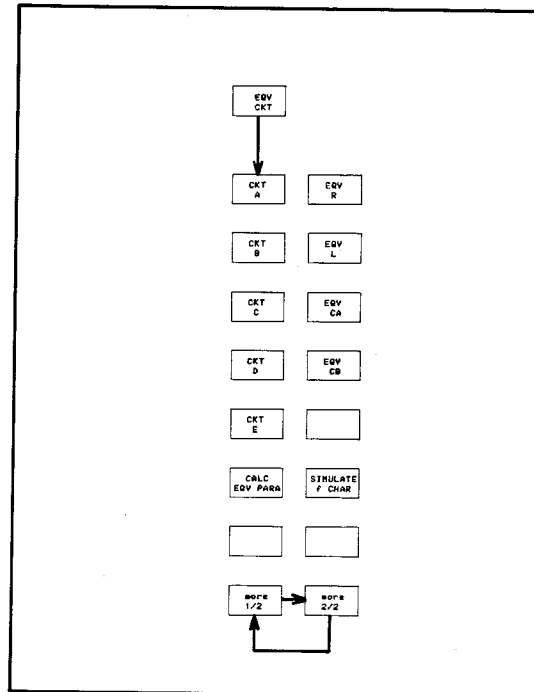 EQV
CKT
CKT
A
EQV
R
CKT
B
EQV
L
CKT
C
EQV
CA
CKT
D
EQV
CB
CKT
E
CALC
EQV PARA
SIMULATE
f CHAR
more
1/2
more
2/2